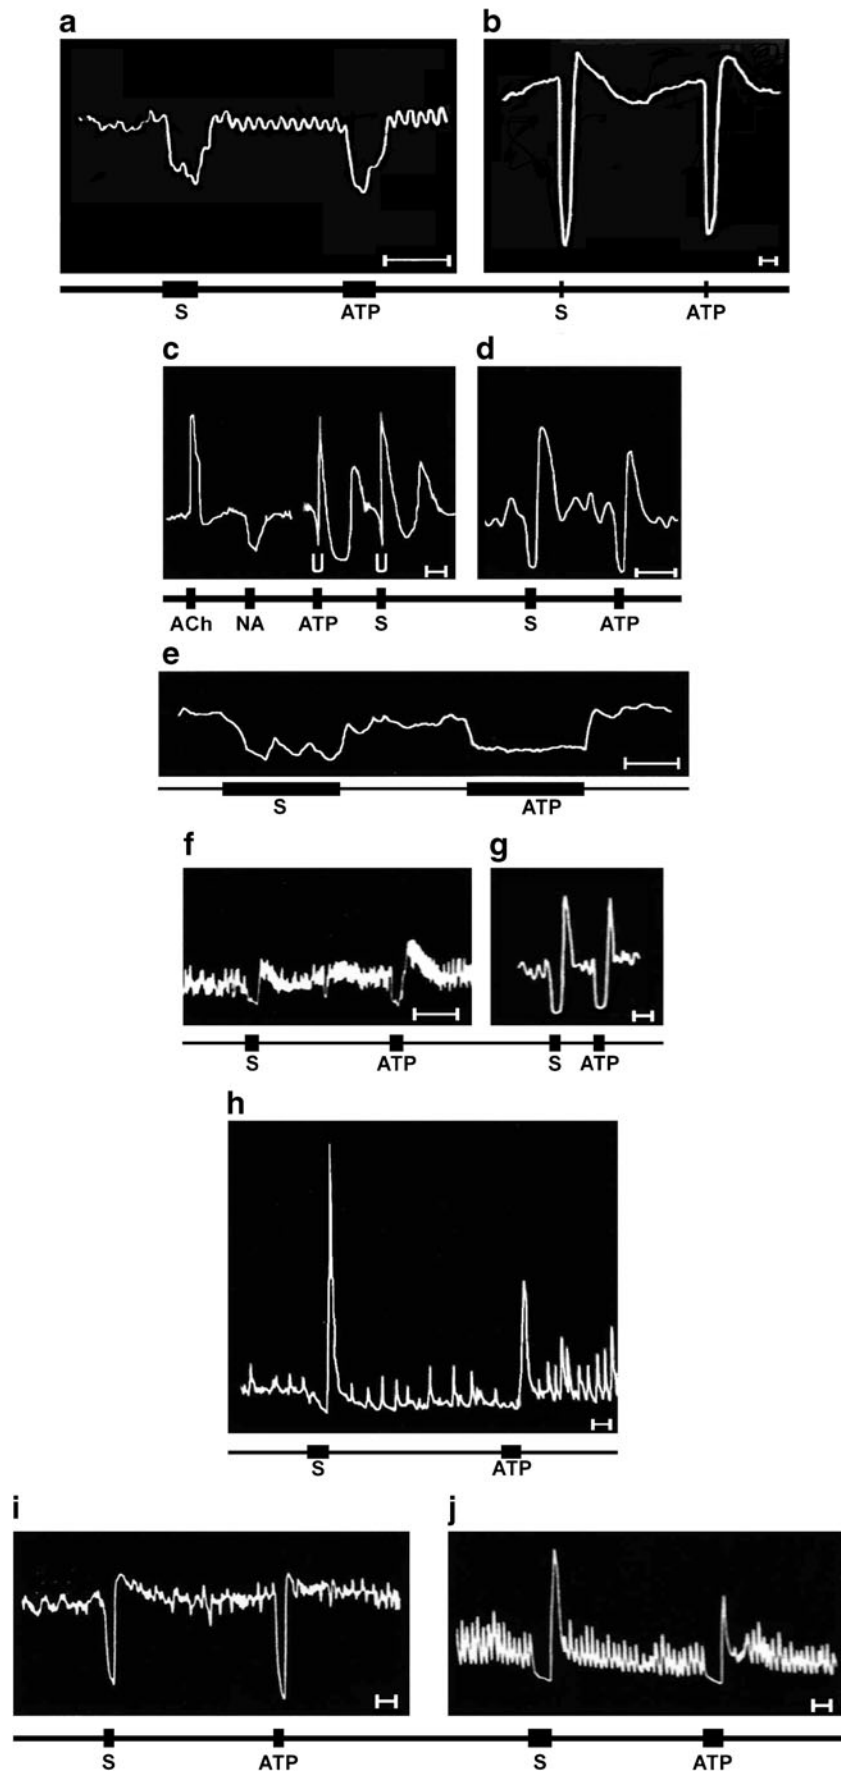 a b
S ATP S ATP
c d
U U
ACh NA ATP S S ATP
e
S ATP
f g
S ATP S ATP
h
S ATP
i j
S ATP S ATP